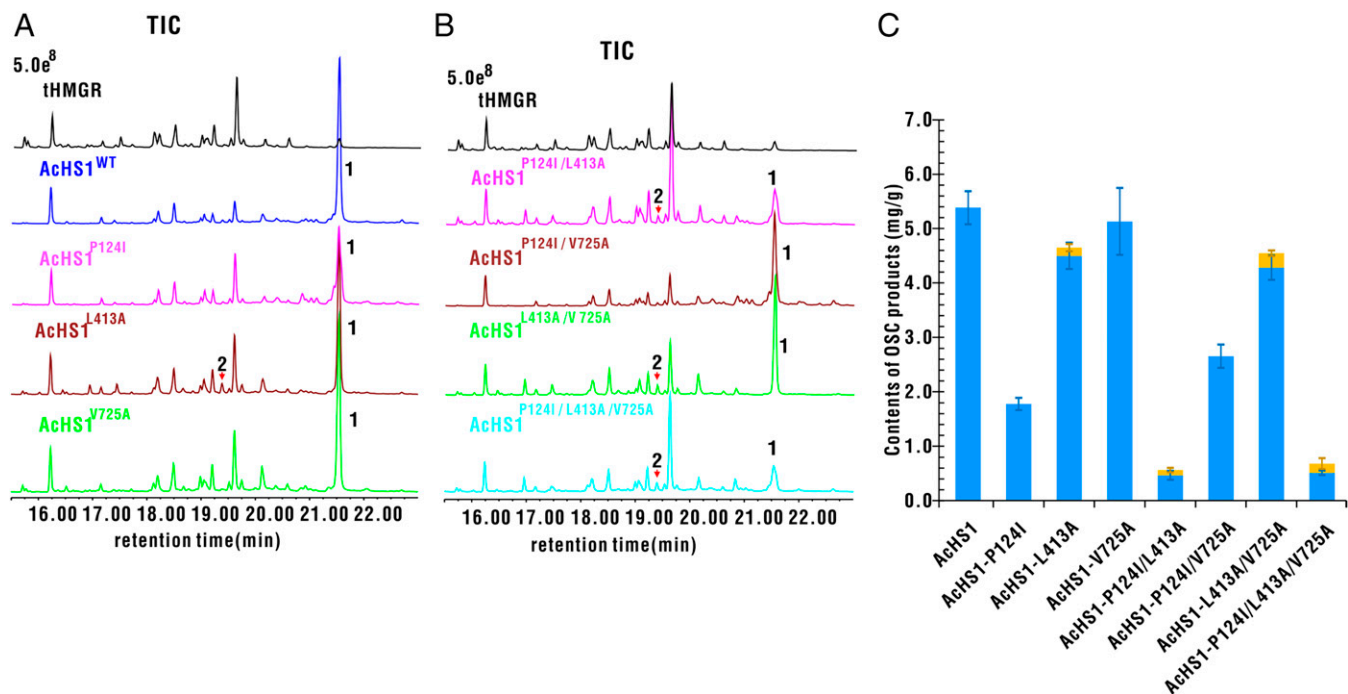 A
TIC
5.0e8
tHMGR
AcHS1WT
1
AcHS1P124I
1
AcHS1L413A
2
AcHS1V725A
1
16.00 17.00 18.00 19.00 20.00 21.00 22.00
retention time(min)
B
TIC
5.0e8
tHMGR
AcHS1P124I/L413A
2
1
AcHS1P124I/V725A
1
AcHS1L413A/V725A
2
1
AcHS1P124I/L413A/V725A
2
1
16.00 17.00 18.00 19.00 20.00 21.00 22.00
retention time(min)
C
Contents of OSC products (mg/g)
7.0
6.0
5.0
4.0
3.0
2.0
1.0
0.0
AcHS1
AcHS1-P124I
AcHS1-L413A
AcHS1-V725A
AcHS1-P124I/L413A
AcHS1-P124I/V725A
AcHS1-L413A/V725A
AcHS1-P124I/L413A/V725A